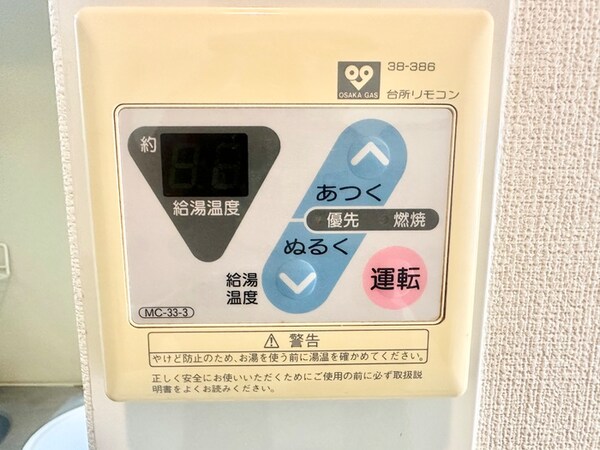 OSAKA GAS
38-386
台所リモコン
約
給湯温度
あつく
優先 燃焼
ぬるく
給湯
温度
運転
MC-33-3
⚠ 警告
やけど防止のため、お湯を使う前に湯温を確かめてください。
正しく安全にお使いいただくためにご使用の前に必ず取扱説
明書をよくお読みください。